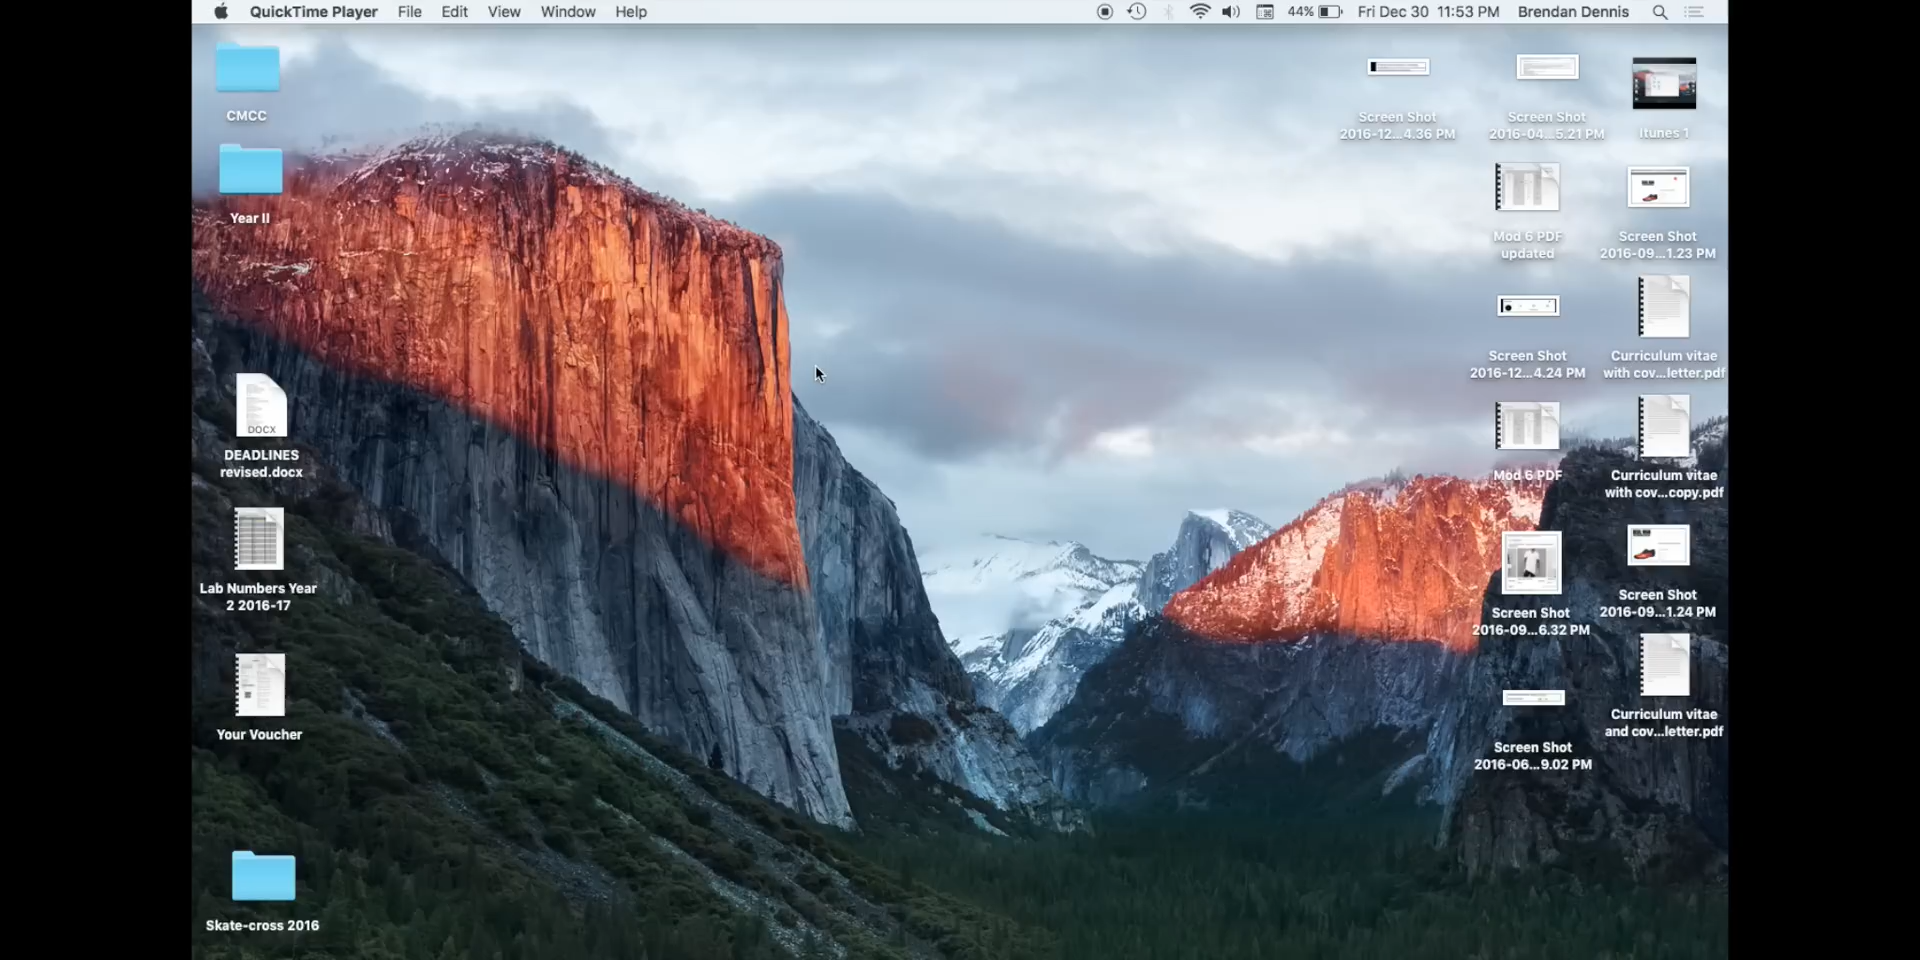 QuickTime Player File Edit View Window Help 44% Fri Dec 30 11:53 PM Brendan Dennis
CMCC
Year II
DOCX
DEADLINES
revised.docx
Lab Numbers Year
2 2016-17
Your Voucher
Skate-cross 2016
Screen Shot
2016-12...4.36 PM
Screen Shot
2016-04...5.21 PM
Itunes 1
Mod 6 PDF
updated
Screen Shot
2016-09...1.23 PM
Screen Shot
2016-12...4.24 PM
Curriculum vitae
with cov...letter.pdf
Mod 6 PDF
Curriculum vitae
with cov...copy.pdf
Screen Shot
2016-09...6.32 PM
Screen Shot
2016-09...1.24 PM
Screen Shot
2016-06...9.02 PM
Curriculum vitae
and cov...letter.pdf